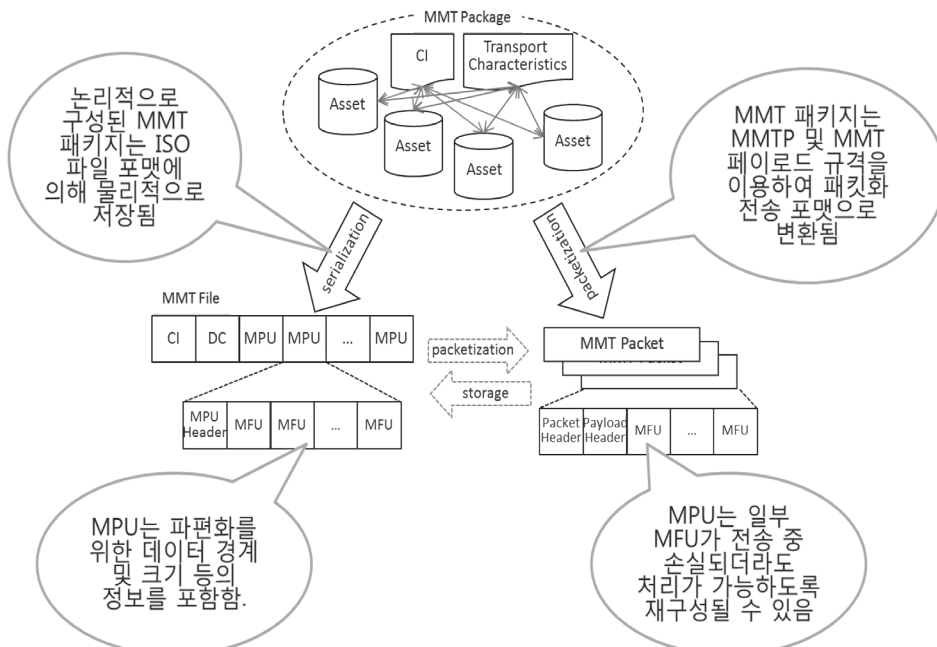 MMT Package
CI
Transport
Characteristics
Asset
Asset
Asset
Asset
논리적으로
구성된 MMT
패키지는 ISO
파일 포맷에
의해 물리적으로
저장됨
MMT 패키지는
MMTP 및 MMT
페이로드 규격을
이용하여 패킷화
전송 포맷으로
변환됨
serialization
packetization
MMT File
CI DC MPU MPU ... MPU
packetization
storage
MMT Packet
MPU
Header MFU MFU ... MFU
Packet Payload
Header Header MFU ... MFU
MPU는 파편화를
위한 데이터 경계
및 크기 등의
정보를 포함함.
MPU는 일부
MFU가 전송 중
손실되더라도
처리가 가능하도록
재구성될 수 있음